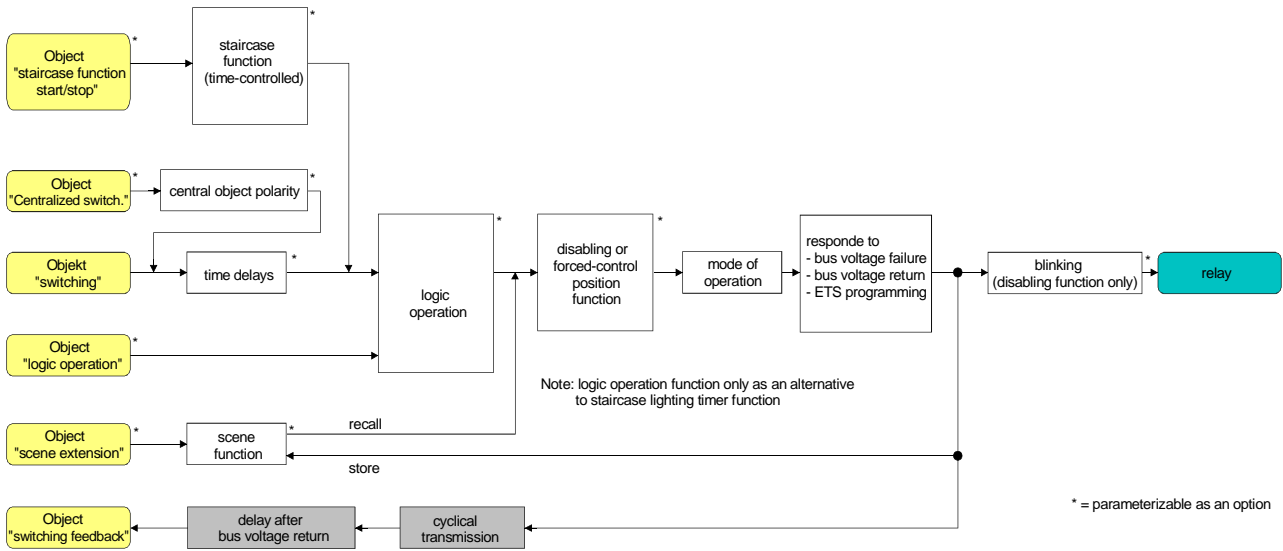 Object
"staircase function
start/stop"
*
staircase
function
(time-controlled)
*
Object
"Centralized switch."
*
central object polarity
*
Objekt
"switching"
*
time delays
*
Object
"logic operation"
*
logic
operation
*
disabling or
forced-control
position
function
*
mode of
operation
responde to
- bus voltage failure
- bus voltage return
- ETS programming
blinking
(disabling function only)
*
relay
Note: logic operation function only as an alternative
to staircase lighting timer function
Object
"scene extension"
*
scene
function
*
recall
store
Object
"switching feedback"
delay after
bus voltage return
cyclical
transmission
* = parameterizable as an option